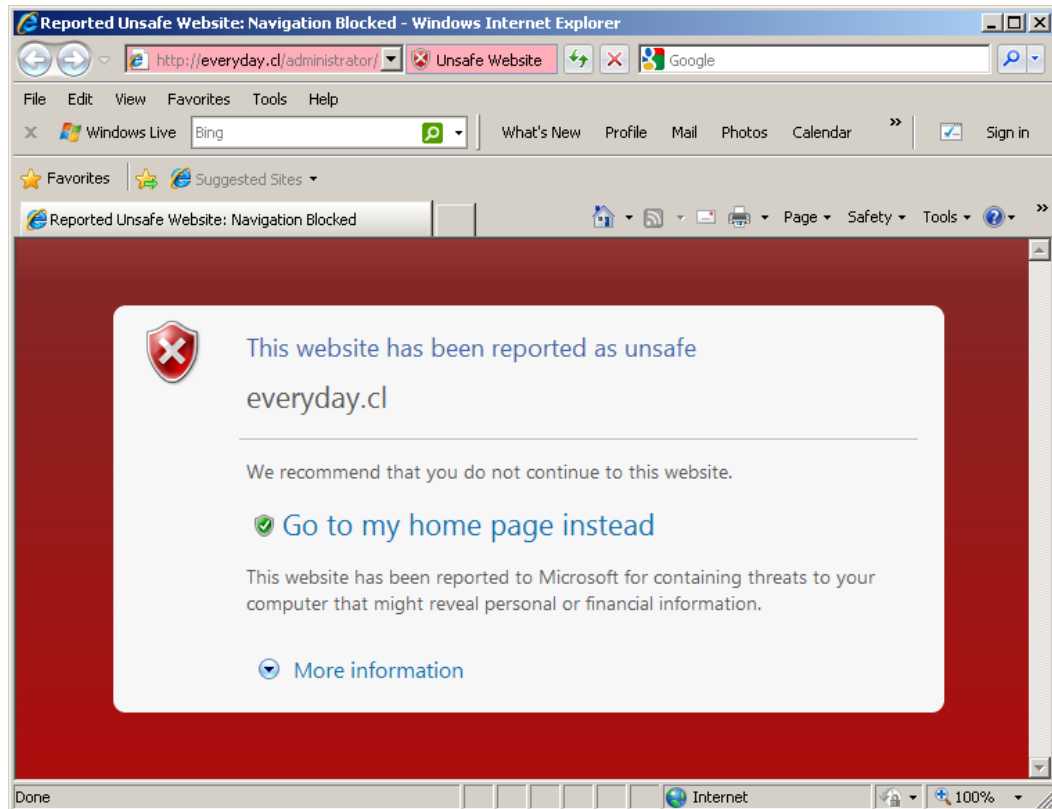 Reported Unsafe Website: Navigation Blocked - Windows Internet Explorer
http://everyday.cl/administrator/ Unsafe Website Google
File Edit View Favorites Tools Help
x Windows Live Bing What's New Profile Mail Photos Calendar » Sign in
Favorites Suggested Sites
Reported Unsafe Website: Navigation Blocked Page Safety Tools »
This website has been reported as unsafe
everyday.cl
We recommend that you do not continue to this website.
Go to my home page instead
This website has been reported to Microsoft for containing threats to your
computer that might reveal personal or financial information.
More information
Done Internet 100%